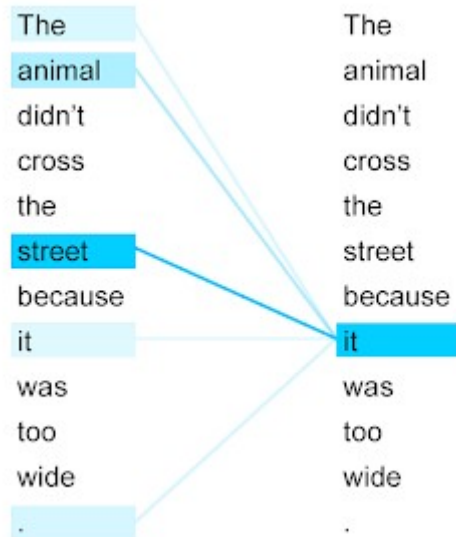 The
animal
didn't
cross
the
street
because
it
was
too
wide
.
The
animal
didn't
cross
the
street
because
it
was
too
wide
.